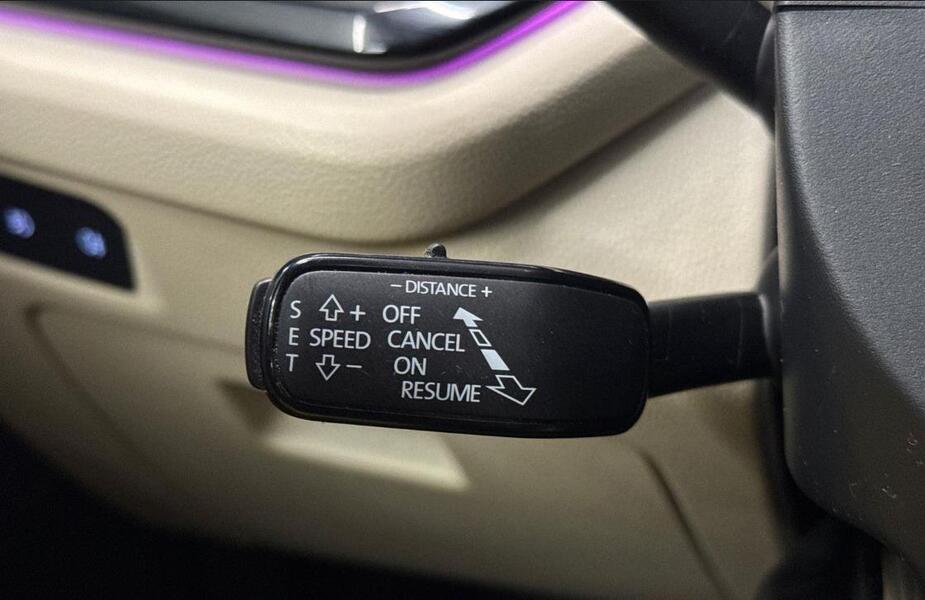 − DISTANCE +
S + OFF
E SPEED CANCEL
T − ON
RESUME